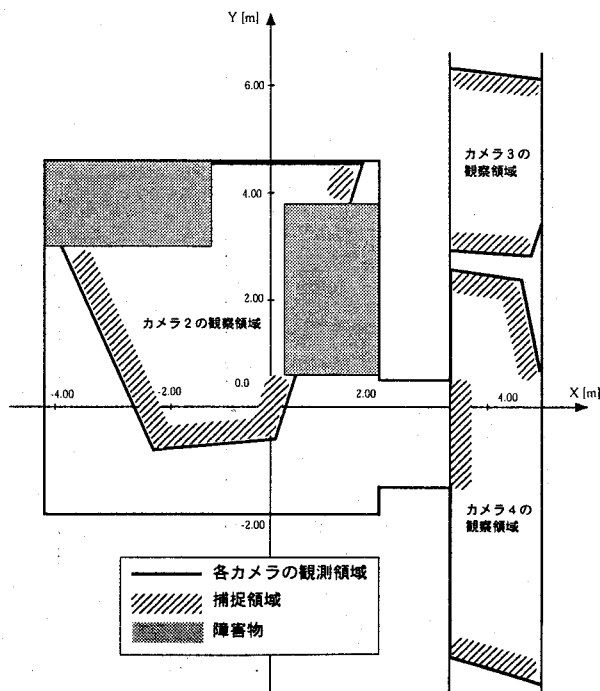 Y [m]
6.00
カメラ3の
観察領域
4.00
2.00
カメラ2の観察領域
0.0
-4.00
-2.00
2.00
4.00
X [m]
カメラ4の
観察領域
-2.00
各カメラの観測領域
捕捉領域
障害物